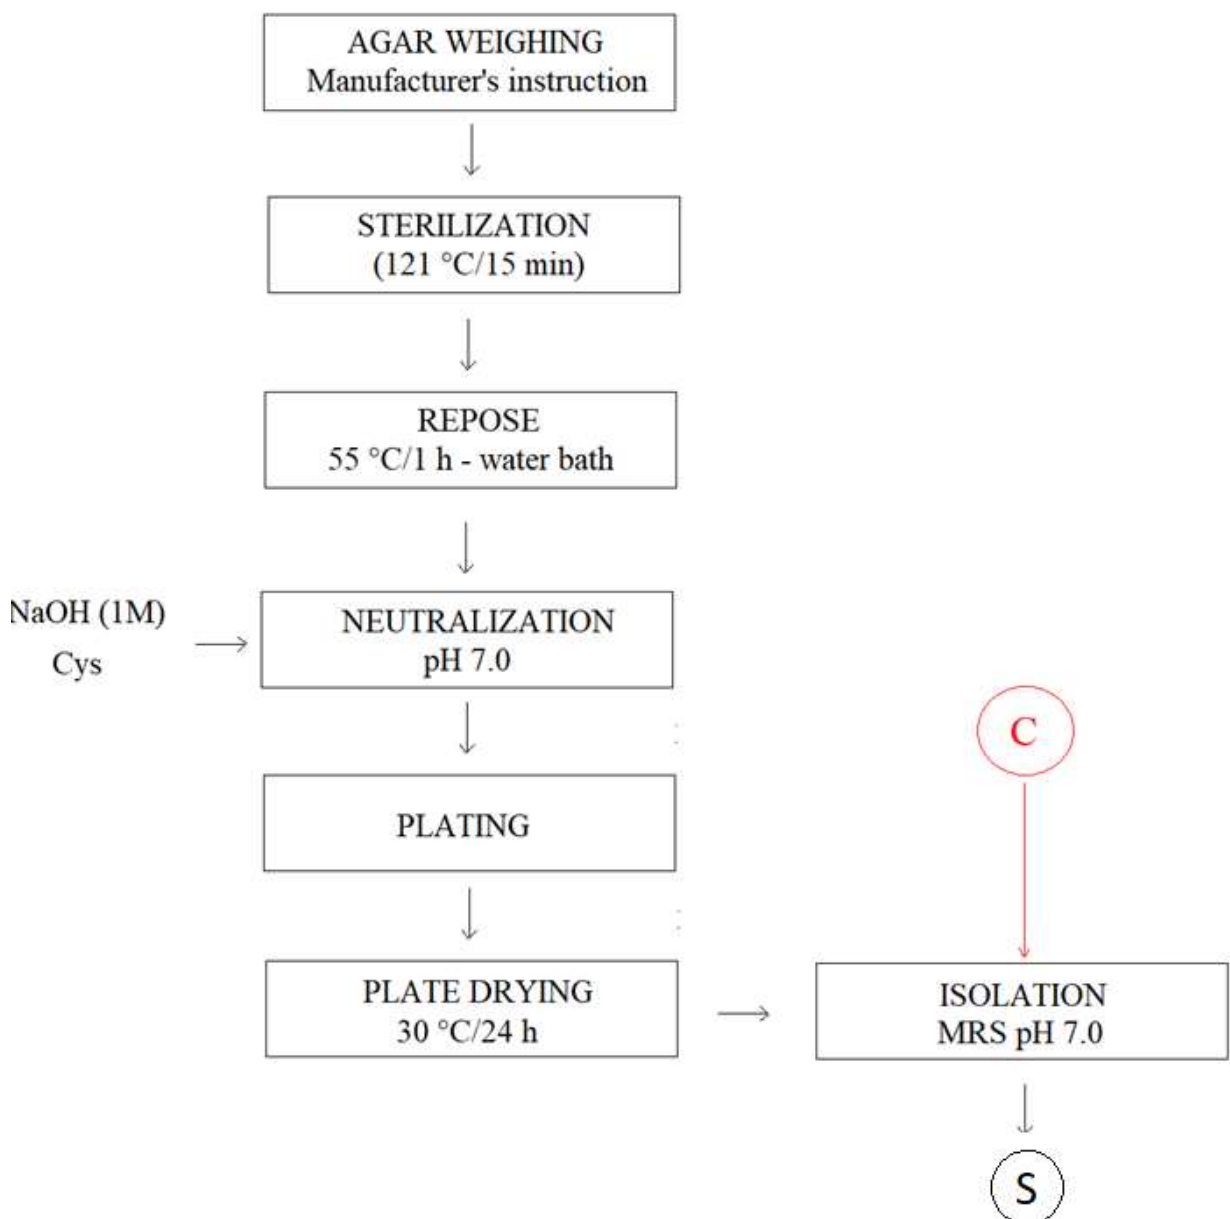 AGAR WEIGHING
Manufacturer's instruction
STERILIZATION
(121 °C/15 min)
REPOSE
55 °C/1 h - water bath
NaOH (1M)
Cys
NEUTRALIZATION
pH 7.0
C
PLATING
PLATE DRYING
30 °C/24 h
ISOLATION
MRS pH 7.0
S